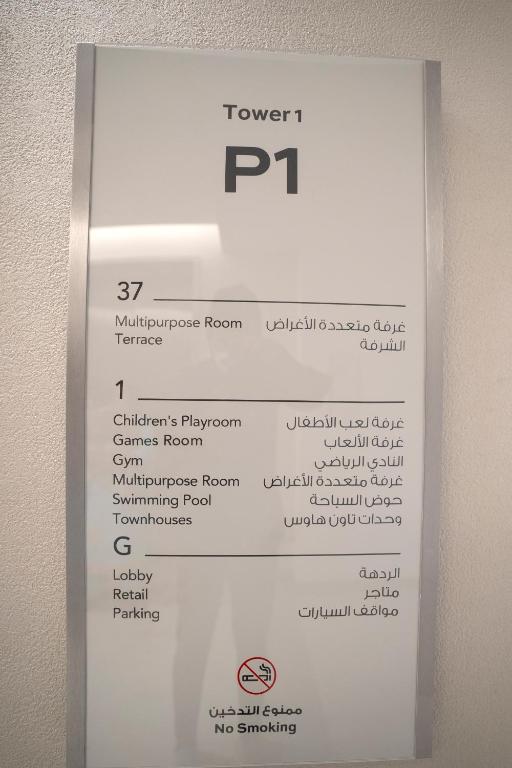 Tower 1
P1
37
Multipurpose Room غرفة متعددة الأغراض
Terrace الشرفة
1
Children's Playroom غرفة لعب الأطفال
Games Room غرفة الألعاب
Gym النادي الرياضي
Multipurpose Room غرفة متعددة الأغراض
Swimming Pool حوض السباحة
Townhouses وحدات تاون هاوس
G
Lobby الردهة
Retail متاجر
Parking مواقف السيارات
ممنوع التدخين
No Smoking